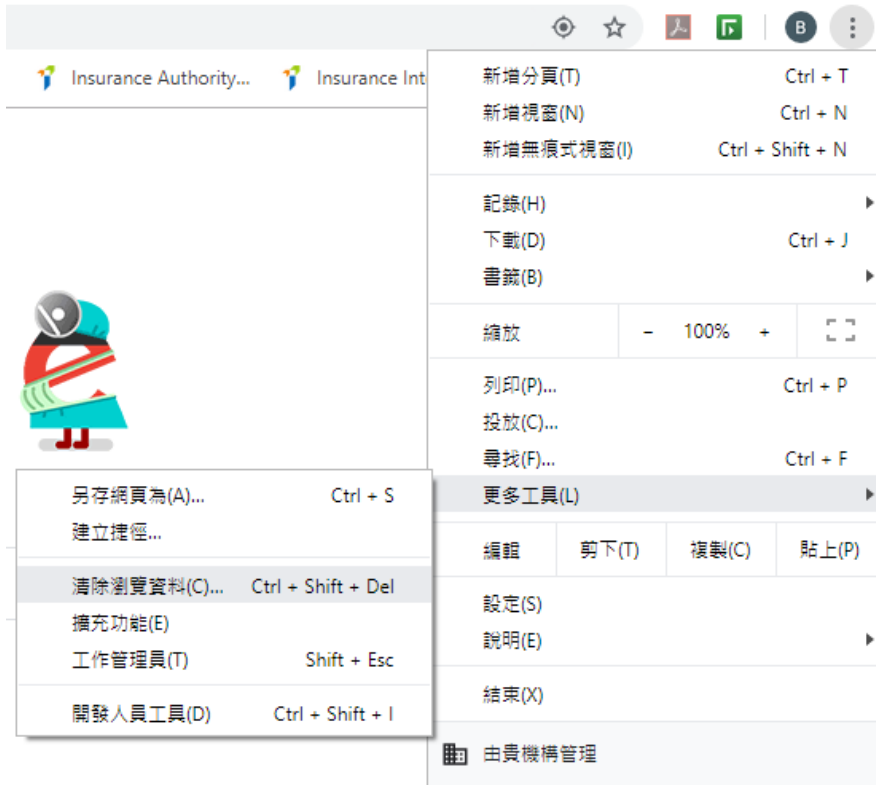 B
Insurance Authority...
Insurance Int
新增分頁(T) Ctrl + T
新增視窗(N) Ctrl + N
新增無痕式視窗(I) Ctrl + Shift + N
記錄(H)
下載(D) Ctrl + J
書籤(B)
縮放 - 100% +
列印(P)... Ctrl + P
投放(C)...
尋找(F)... Ctrl + F
更多工具(L)
編輯 剪下(T) 複製(C) 貼上(P)
設定(S)
說明(E)
結束(X)
由貴機構管理
另存網頁為(A)... Ctrl + S
建立捷徑...
清除瀏覽資料(C)... Ctrl + Shift + Del
擴充功能(E)
工作管理員(T) Shift + Esc
開發人員工具(D) Ctrl + Shift + I